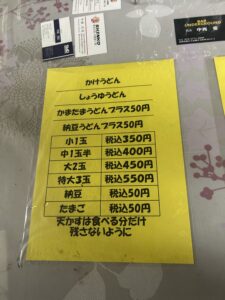 BAR
UNDERGROUND
かけうどん
しょうゆうどん
かまたまうどんプラス50円
納豆うどんプラス50円
小1玉 税込350円
中1玉半 税込400円
大2玉 税込450円
特大3玉 税込550円
納豆 税込50円
たまご 税込50円
天かすは食べる分だけ
残さないように